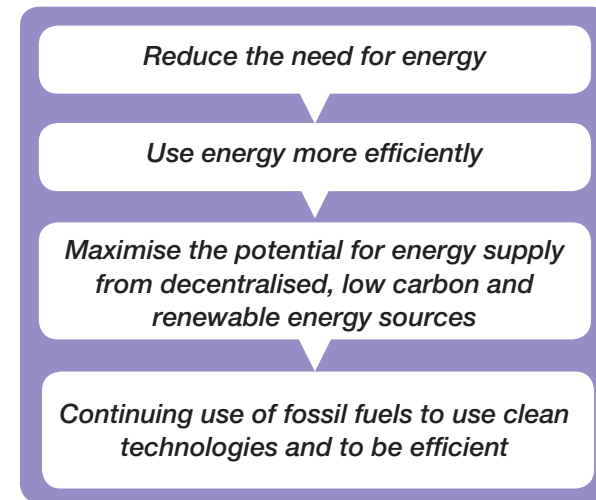 Reduce the need for energy
Use energy more efficiently
Maximise the potential for energy supply
from decentralised, low carbon and
renewable energy sources
Continuing use of fossil fuels to use clean
technologies and to be efficient